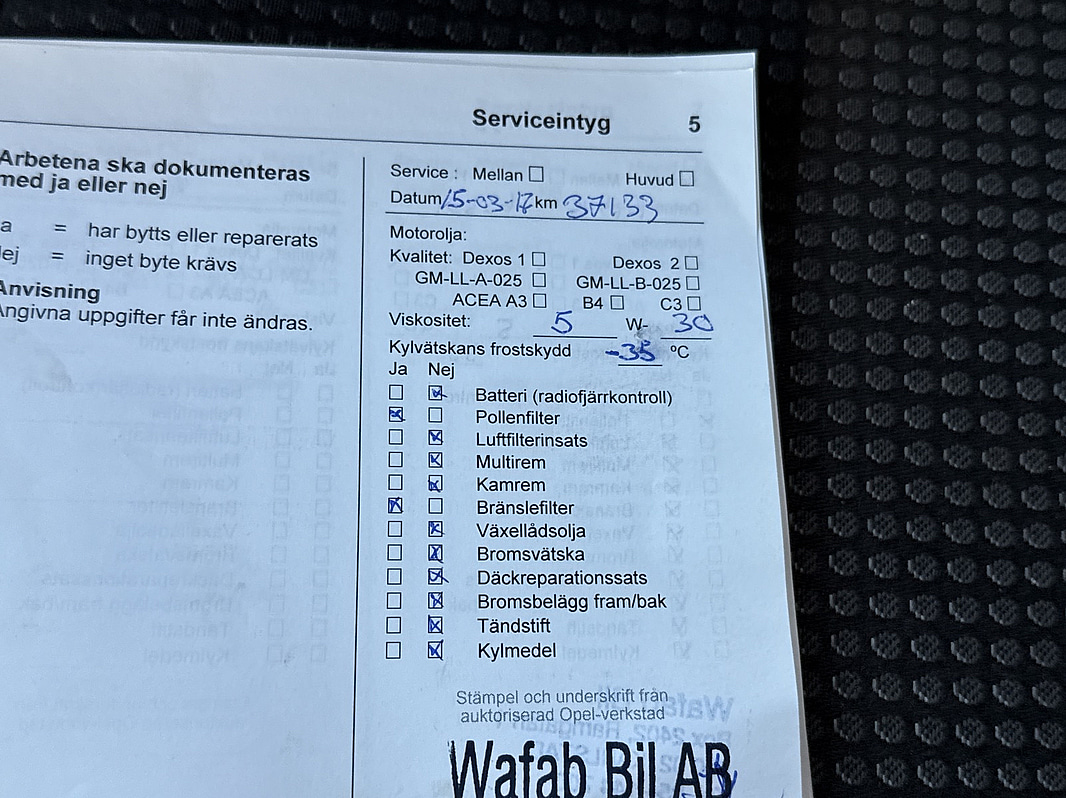 Serviceintyg 5
Arbetena ska dokumenteras
med ja eller nej
a = har bytts eller reparerats
ej = inget byte krävs
Anvisning
Angivna uppgifter får inte ändras.
Service : Mellan ☐ Huvud ☐
Datum 15-03-17 km 37133
Motorolja:
Kvalitet: Dexos 1 ☐ Dexos 2 ☐
GM-LL-A-025 ☐ GM-LL-B-025 ☐
ACEA A3 ☐ B4 ☐ C3 ☐
Viskositet: 5 W- 30
Kylvätskans frostskydd -35 °C
Ja Nej
☐ ☒ Batteri (radiofjärrkontroll)
☒ ☐ Pollenfilter
☐ ☒ Luftfilterinsats
☐ ☒ Multirem
☐ ☒ Kamrem
☒ ☐ Bränslefilter
☐ ☒ Växellådsolja
☐ ☒ Bromsvätska
☐ ☒ Däckreparationssats
☐ ☒ Bromsbelägg fram/bak
☐ ☒ Tändstift
☐ ☒ Kylmedel
Stämpel och underskrift från
auktoriserad Opel-verkstad
Wafab Bil AB